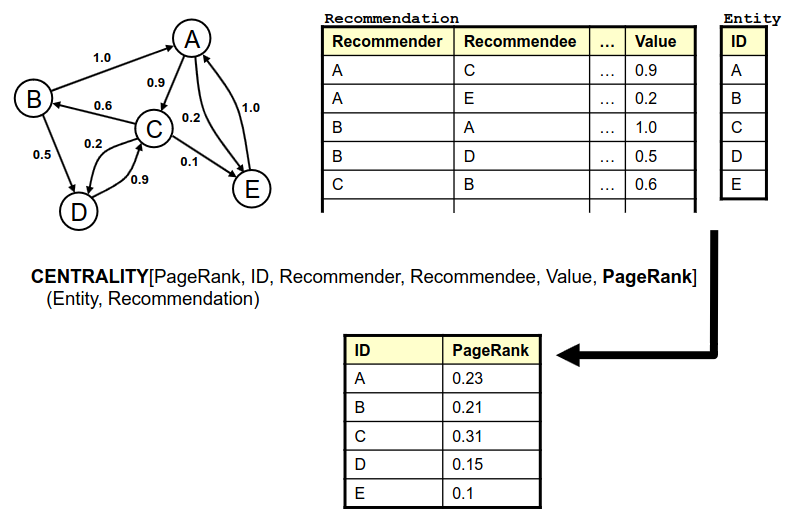 A
1.0
0.9
B
0.6
0.2
1.0
C
0.5
0.2
0.1
0.9
E
D
Recommendation
Recommender Recommendee ... Value
A C ... 0.9
A E ... 0.2
B A ... 1.0
B D ... 0.5
C B ... 0.6
Entity
ID
A
B
C
D
E
CENTRALITY[PageRank, ID, Recommender, Recommendee, Value, PageRank]
(Entity, Recommendation)
ID PageRank
A 0.23
B 0.21
C 0.31
D 0.15
E 0.1